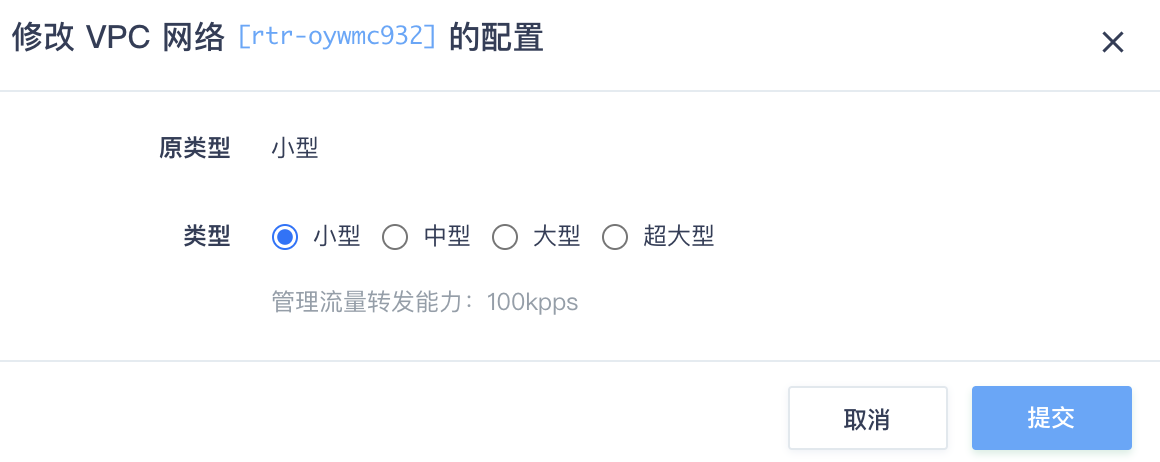 修改 VPC 网络 [rtr-oywmc932] 的配置
原类型 小型
类型 小型 中型 大型 超大型
管理流量转发能力：100kpps
取消 提交